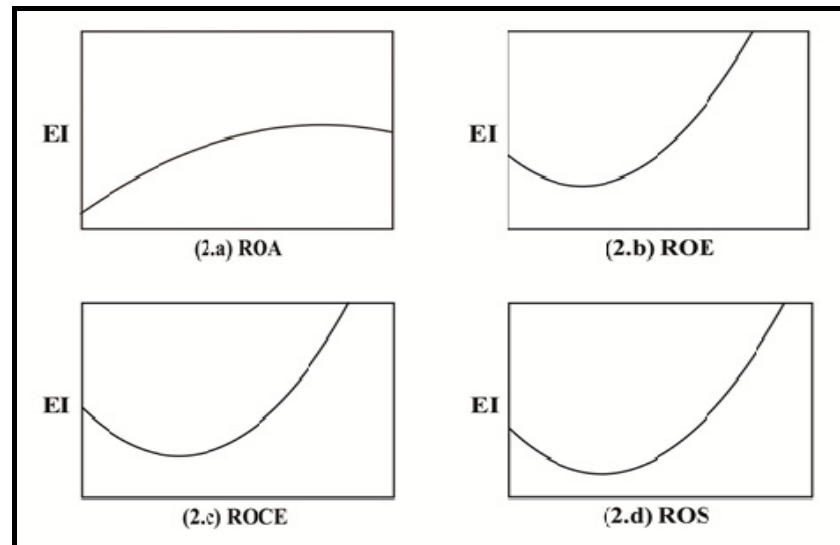 EI
EI
(2.a) ROA
(2.b) ROE
EI
EI
(2.c) ROCE
(2.d) ROS